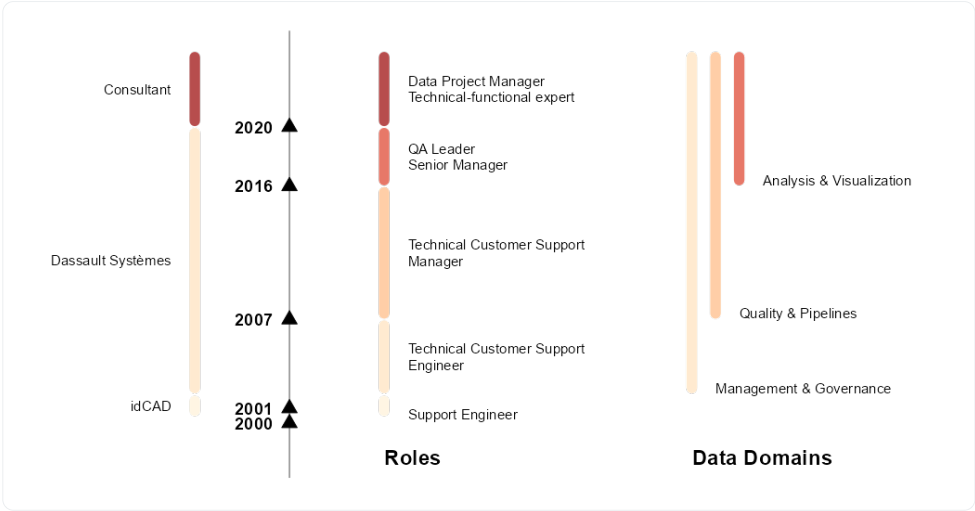 Consultant
Data Project Manager
Technical-functional expert
2020
QA Leader
Senior Manager
2016
Analysis & Visualization
Technical Customer Support
Manager
Dassault Systèmes
2007
Quality & Pipelines
Technical Customer Support
Engineer
Management & Governance
idCAD
2001
Support Engineer
2000
Roles
Data Domains